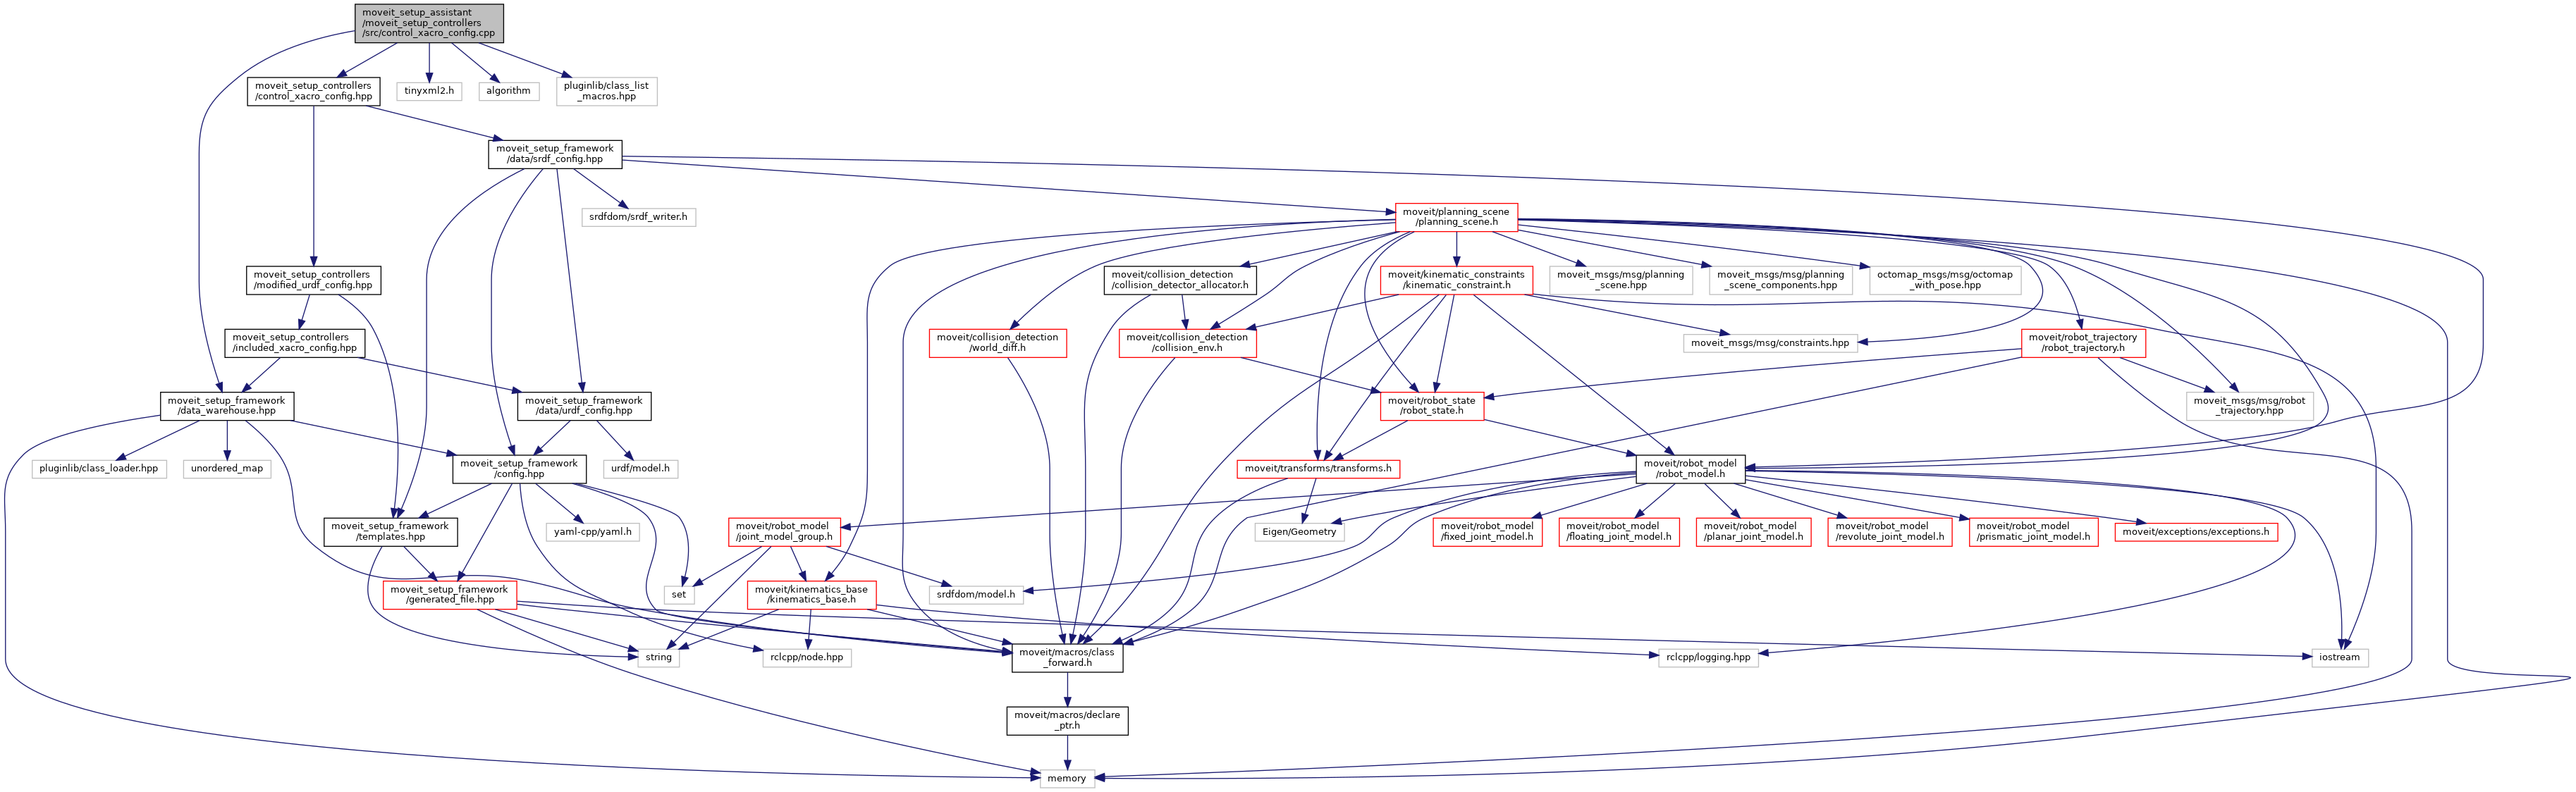 moveit_setup_assistant
/moveit_setup_controllers
/src/control_xacro_config.cpp
moveit_setup_controllers
/control_xacro_config.hpp
tinyxml2.h
algorithm
pluginlib/class_list
_macros.hpp
moveit_setup_framework
/data/srdf_config.hpp
srdfdom/srdf_writer.h
moveit/planning_scene
/planning_scene.h
moveit_setup_controllers
/modified_urdf_config.hpp
moveit/collision_detection
/collision_detector_allocator.h
moveit/kinematic_constraints
/kinematic_constraint.h
moveit_msgs/msg/planning
_scene.hpp
moveit_msgs/msg/planning
_scene_components.hpp
octomap_msgs/msg/octomap
_with_pose.hpp
moveit_setup_controllers
/included_xacro_config.hpp
moveit/collision_detection
/world_diff.h
moveit/collision_detection
/collision_env.h
moveit_msgs/msg/constraints.hpp
moveit/robot_trajectory
/robot_trajectory.h
moveit_setup_framework
/data_warehouse.hpp
moveit_setup_framework
/data/urdf_config.hpp
moveit/robot_state
/robot_state.h
moveit_msgs/msg/robot
_trajectory.hpp
pluginlib/class_loader.hpp
unordered_map
moveit_setup_framework
/config.hpp
urdf/model.h
moveit/transforms/transforms.h
moveit/robot_model
/robot_model.h
moveit_setup_framework
/templates.hpp
yaml-cpp/yaml.h
moveit/robot_model
/joint_model_group.h
Eigen/Geometry
moveit/robot_model
/fixed_joint_model.h
moveit/robot_model
/floating_joint_model.h
moveit/robot_model
/planar_joint_model.h
moveit/robot_model
/revolute_joint_model.h
moveit/robot_model
/prismatic_joint_model.h
moveit/exceptions/exceptions.h
moveit_setup_framework
/generated_file.hpp
set
moveit/kinematics_base
/kinematics_base.h
srdfdom/model.h
string
rclcpp/node.hpp
moveit/macros/class
_forward.h
rclcpp/logging.hpp
iostream
moveit/macros/declare
_ptr.h
memory